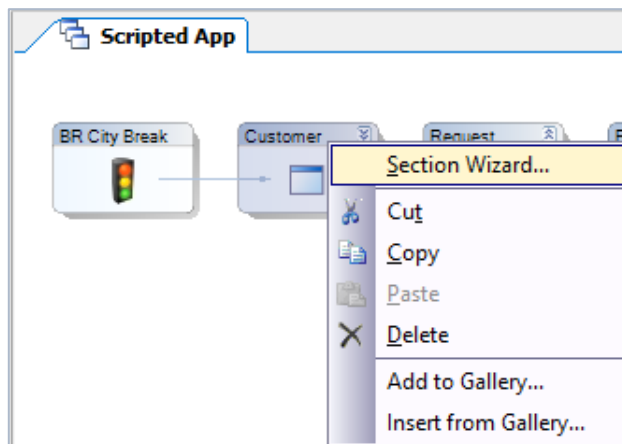 Scripted App
BR City Break
Customer
Request
Section Wizard...
Cut
Copy
Paste
Delete
Add to Gallery...
Insert from Gallery...